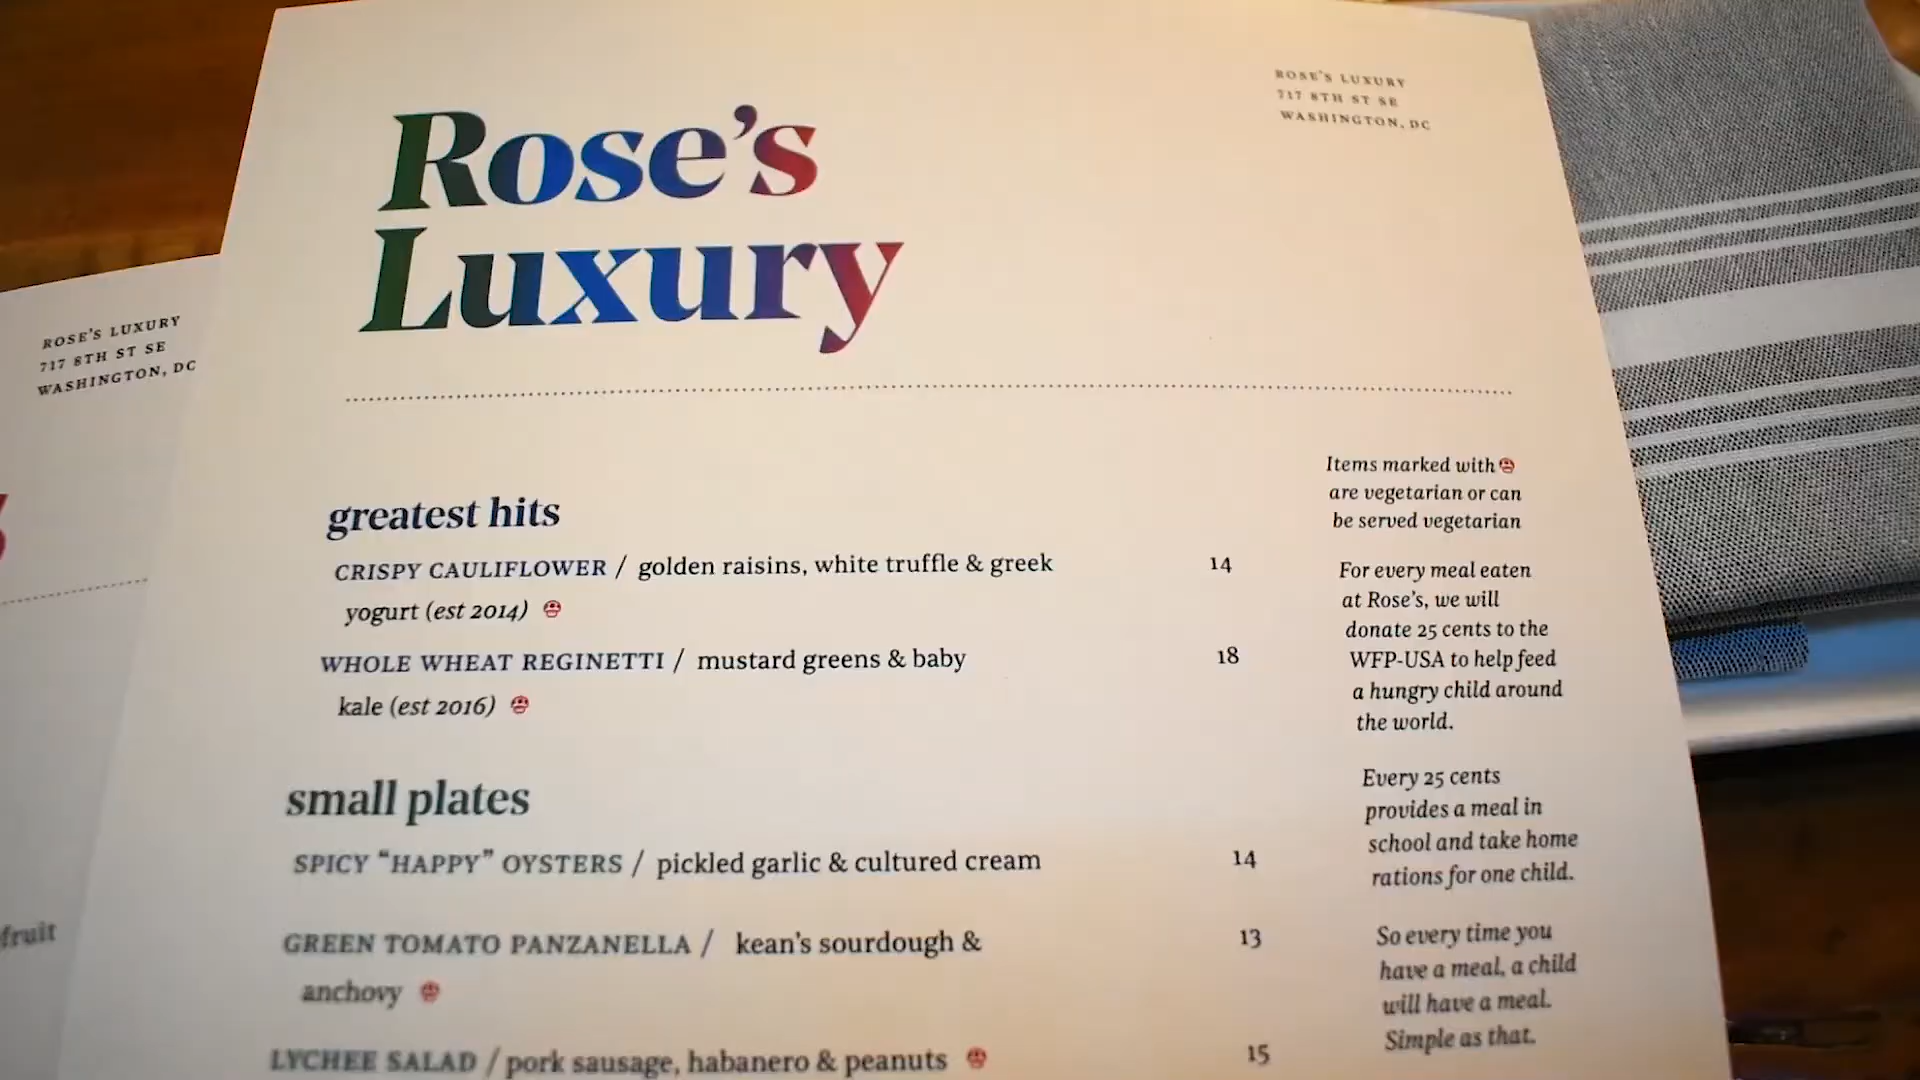 Rose's
Luxury
ROSE'S LUXURY
717 8TH ST SE
WASHINGTON, DC
greatest hits
CRISPY CAULIFLOWER / golden raisins, white truffle & greek 14
yogurt (est 2014)
WHOLE WHEAT REGINETTI / mustard greens & baby 18
kale (est 2016)
small plates
SPICY "HAPPY" OYSTERS / pickled garlic & cultured cream 14
GREEN TOMATO PANZANELLA / kean's sourdough & 13
anchovy
LYCHEE SALAD / pork sausage, habanero & peanuts 15
Items marked with
are vegetarian or can
be served vegetarian
For every meal eaten
at Rose's, we will
donate 25 cents to the
WFP-USA to help feed
a hungry child around
the world.
Every 25 cents
provides a meal in
school and take home
rations for one child.
So every time you
have a meal, a child
will have a meal.
Simple as that.
ROSE'S LUXURY
717 8TH ST SE
WASHINGTON, DC
fruit